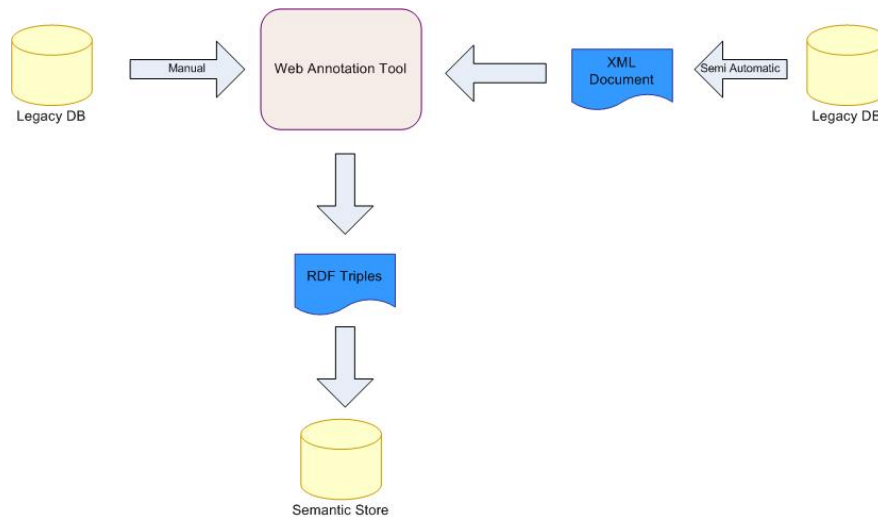 Manual
Web Annotation Tool
XML
Document
Semi Automatic
Legacy DB
Legacy DB
RDF Triples
Semantic Store